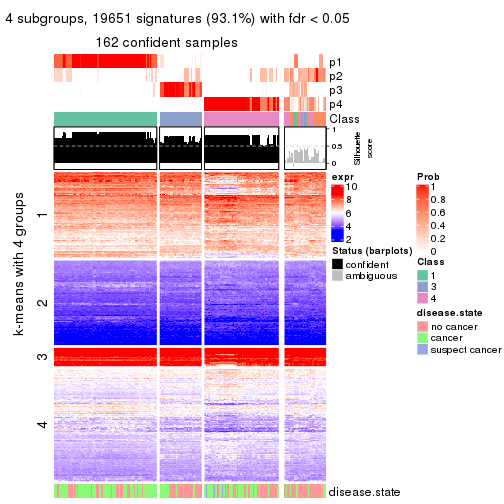 4 subgroups, 19651 signatures (93.1%) with fdr < 0.05
162 confident samples
p1
p2
p3
p4
Class
1
0.5
0
Silhouette
score
k-means with 4 groups
1
2
3
4
expr
10
8
6
4
2
Status (barplots)
confident
ambiguous
Prob
1
0.8
0.6
0.4
0.2
0
Class
1
3
4
disease.state
no cancer
cancer
suspect cancer
disease.state